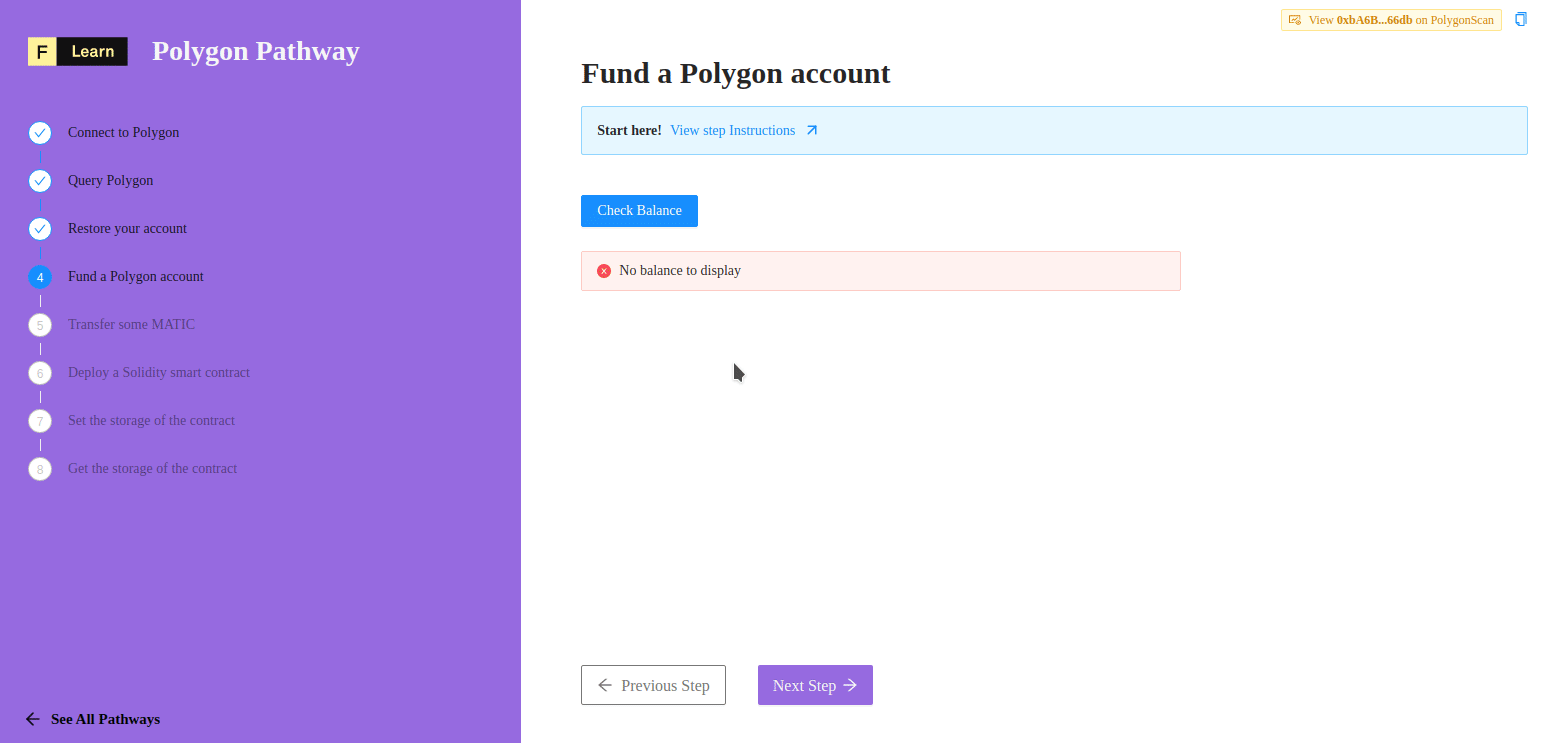 F Learn Polygon Pathway
Connect to Polygon
Query Polygon
Restore your account
4 Fund a Polygon account
5 Transfer some MATIC
6 Deploy a Solidity smart contract
7 Set the storage of the contract
8 Get the storage of the contract
See All Pathways
View 0xbA6B...66db on PolygonScan
Fund a Polygon account
Start here! View step Instructions
Check Balance
No balance to display
Previous Step
Next Step